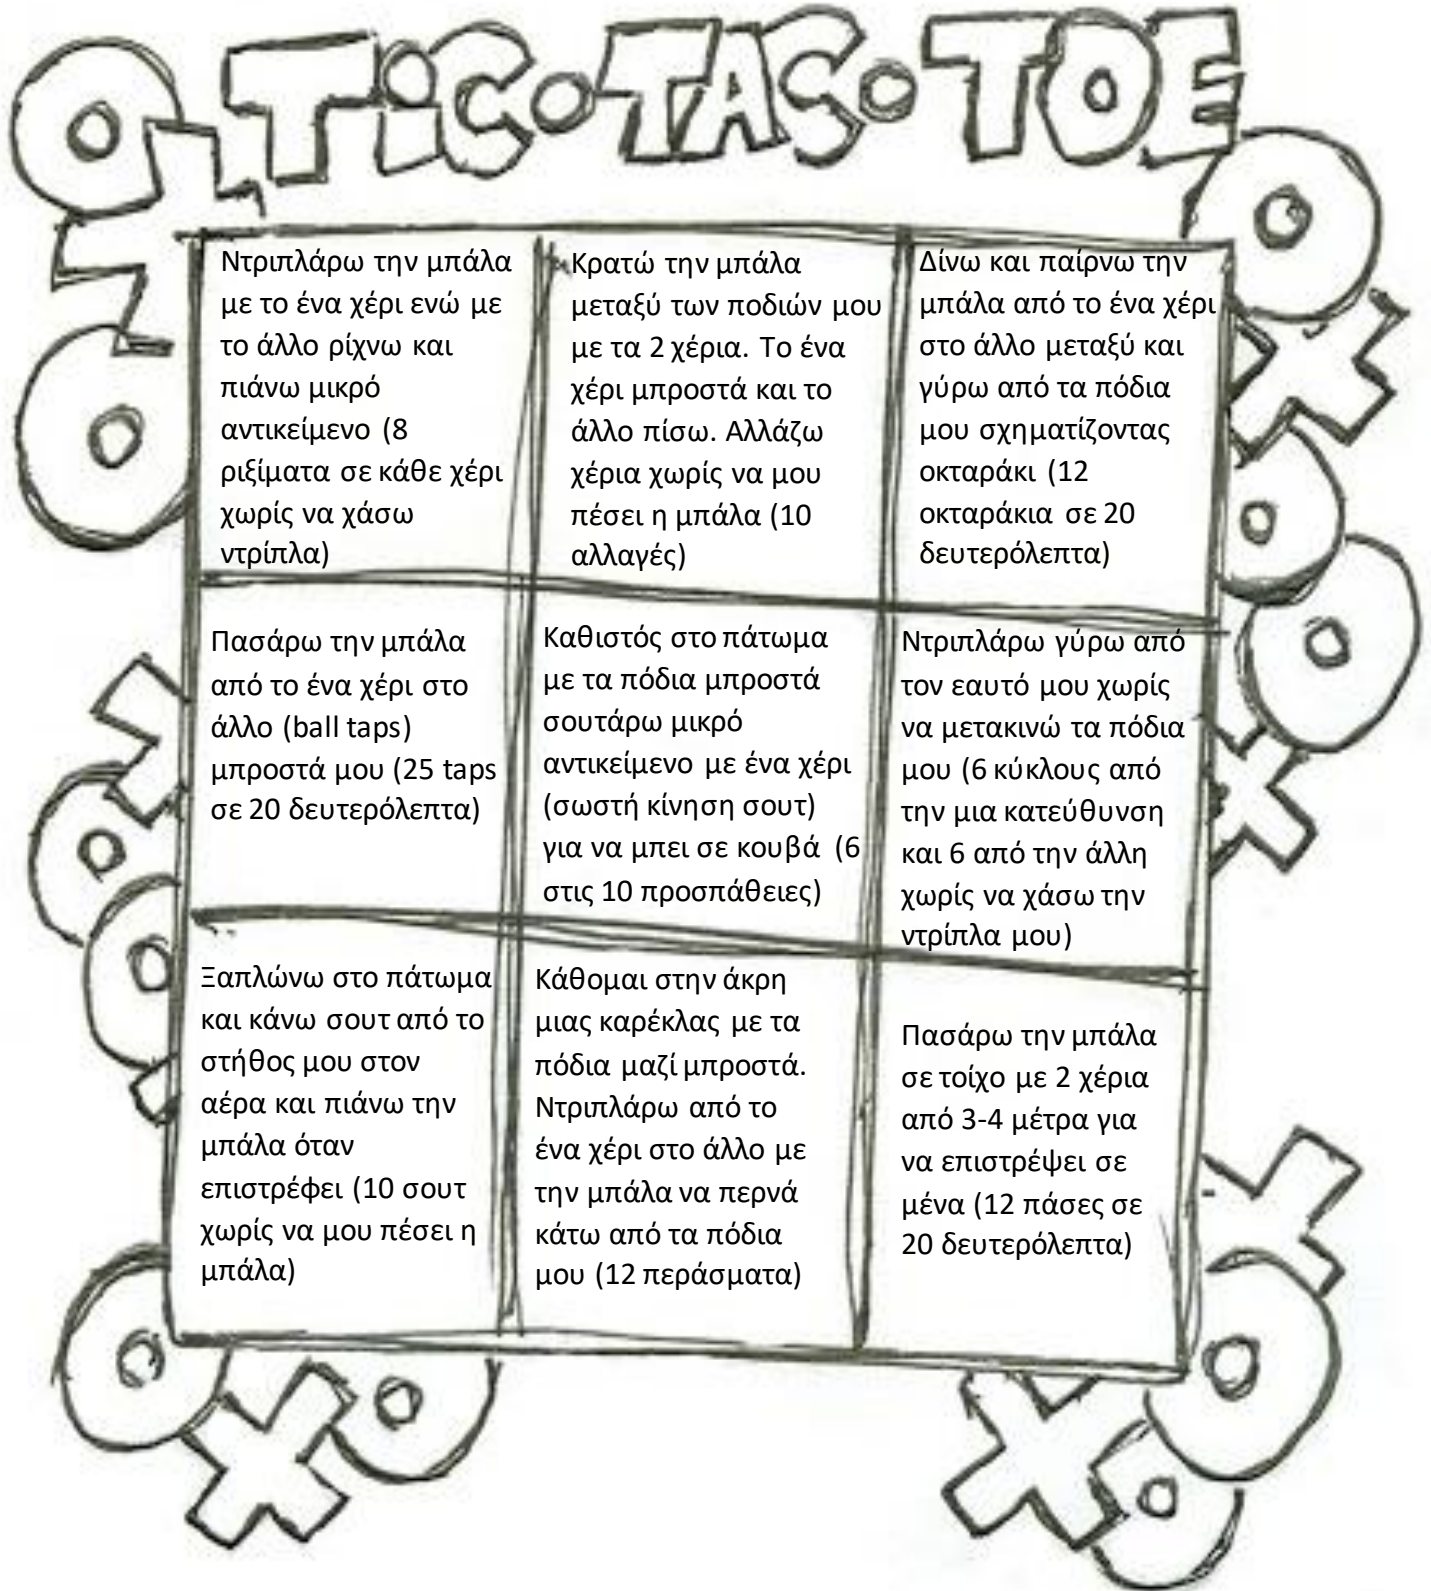 TIC·TAC·TOE
Ντριπλάρω την μπάλα
με το ένα χέρι ενώ με
το άλλο ρίχνω και
πιάνω μικρό
αντικείμενο (8
ριξίματα σε κάθε χέρι
χωρίς να χάσω
ντρίπλα)
Κρατώ την μπάλα
μεταξύ των ποδιών μου
με τα 2 χέρια. Το ένα
χέρι μπροστά και το
άλλο πίσω. Αλλάζω
χέρια χωρίς να μου
πέσει η μπάλα (10
αλλαγές)
Δίνω και παίρνω την
μπάλα από το ένα χέρι
στο άλλο μεταξύ και
γύρω από τα πόδια
μου σχηματίζοντας
οκταράκι (12
οκταράκια σε 20
δευτερόλεπτα)
Πασάρω την μπάλα
από το ένα χέρι στο
άλλο (ball taps)
μπροστά μου (25 taps
σε 20 δευτερόλεπτα)
Καθιστός στο πάτωμα
με τα πόδια μπροστά
σουτάρω μικρό
αντικείμενο με ένα χέρι
(σωστή κίνηση σουτ)
για να μπει σε κουβά (6
στις 10 προσπάθειες)
Ντριπλάρω γύρω από
τον εαυτό μου χωρίς
να μετακινώ τα πόδια
μου (6 κύκλους από
την μια κατεύθυνση
και 6 από την άλλη
χωρίς να χάσω την
ντρίπλα μου)
Ξαπλώνω στο πάτωμα
και κάνω σουτ από το
στήθος μου στον
αέρα και πιάνω την
μπάλα όταν
επιστρέφει (10 σουτ
χωρίς να μου πέσει η
μπάλα)
Κάθομαι στην άκρη
μιας καρέκλας με τα
πόδια μαζί μπροστά.
Ντριπλάρω από το
ένα χέρι στο άλλο με
την μπάλα να περνά
κάτω από τα πόδια
μου (12 περάσματα)
Πασάρω την μπάλα
σε τοίχο με 2 χέρια
από 3-4 μέτρα για
να επιστρέψει σε
μένα (12 πάσες σε
20 δευτερόλεπτα)